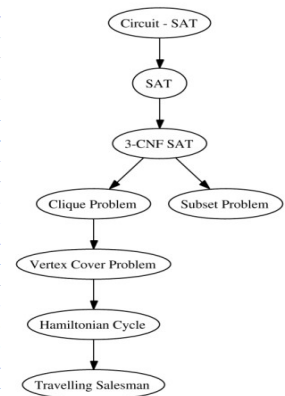 Circuit - SAT
SAT
3-CNF SAT
Clique Problem
Subset Problem
Vertex Cover Problem
Hamiltonian Cycle
Travelling Salesman